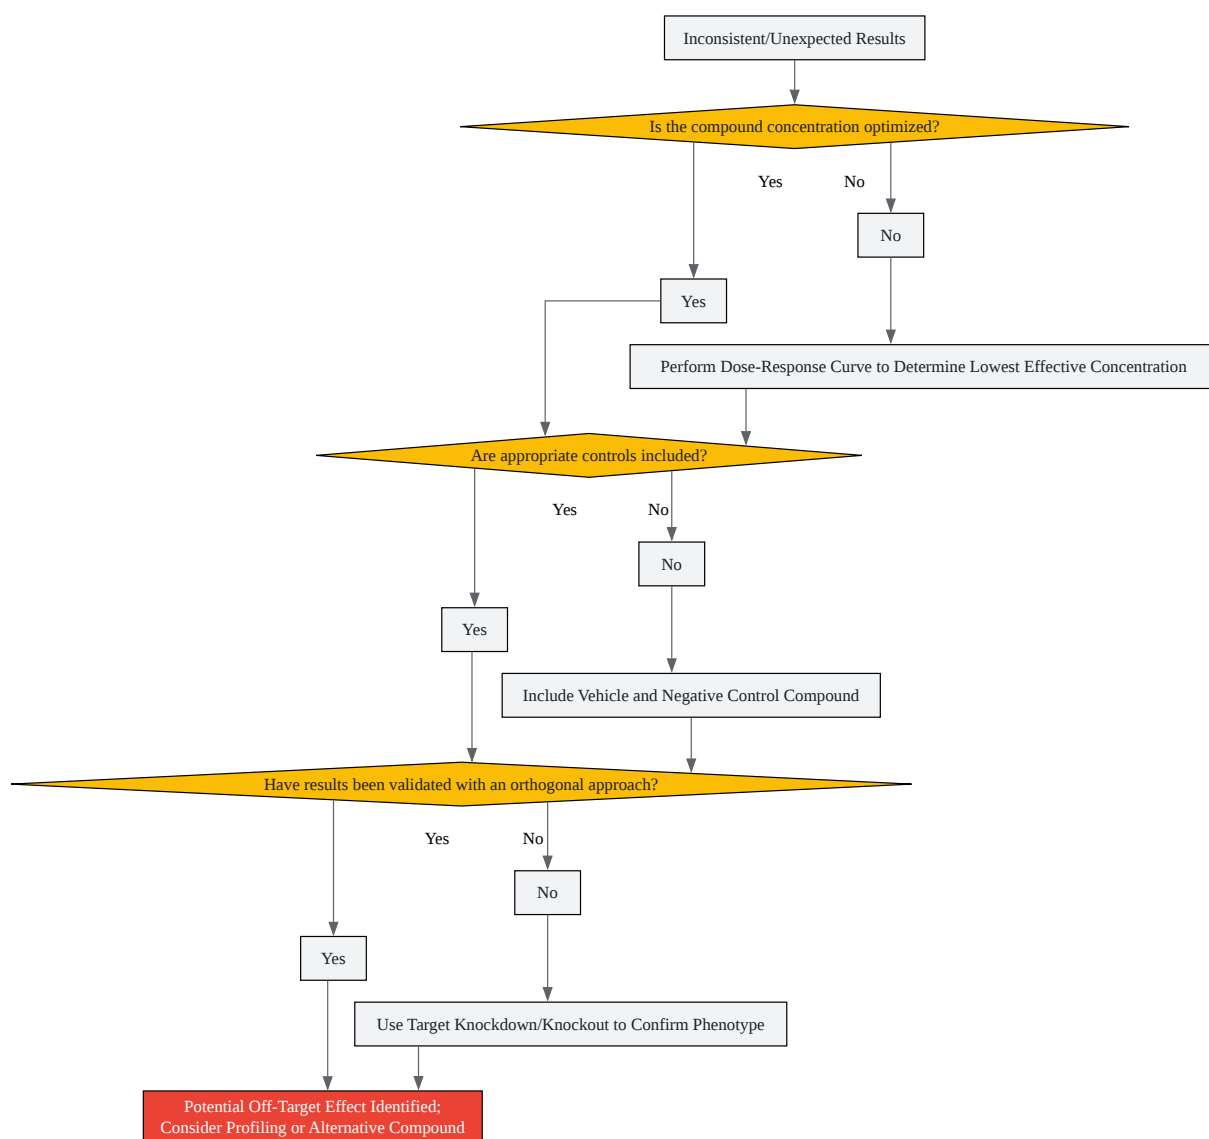 Inconsistent/Unexpected Results
Is the compound concentration optimized?
Yes
No
No
Yes
Perform Dose-Response Curve to Determine Lowest Effective Concentration
Are appropriate controls included?
Yes
No
No
Yes
Include Vehicle and Negative Control Compound
Have results been validated with an orthogonal approach?
Yes
No
No
Yes
Use Target Knockdown/Knockout to Confirm Phenotype
Potential Off-Target Effect Identified;
Consider Profiling or Alternative Compound